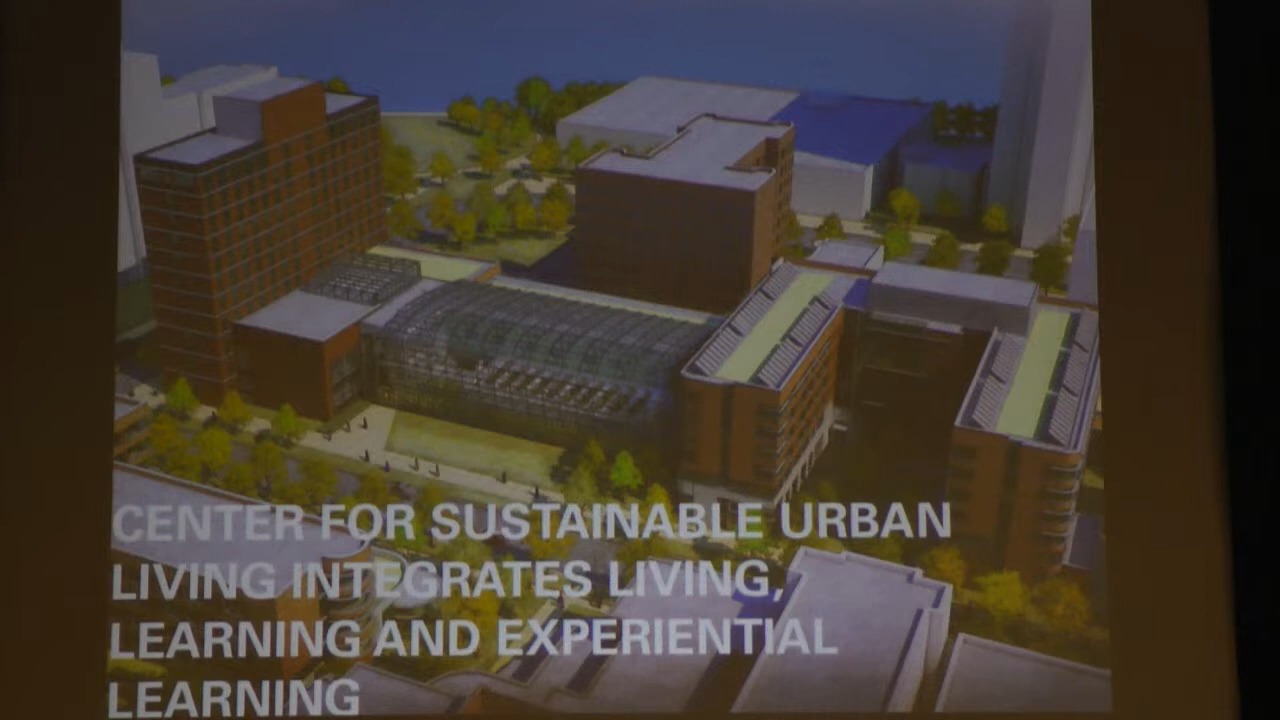 CENTER FOR SUSTAINABLE URBAN
LIVING INTEGRATES LIVING,
LEARNING AND EXPERIENTIAL
LEARNING